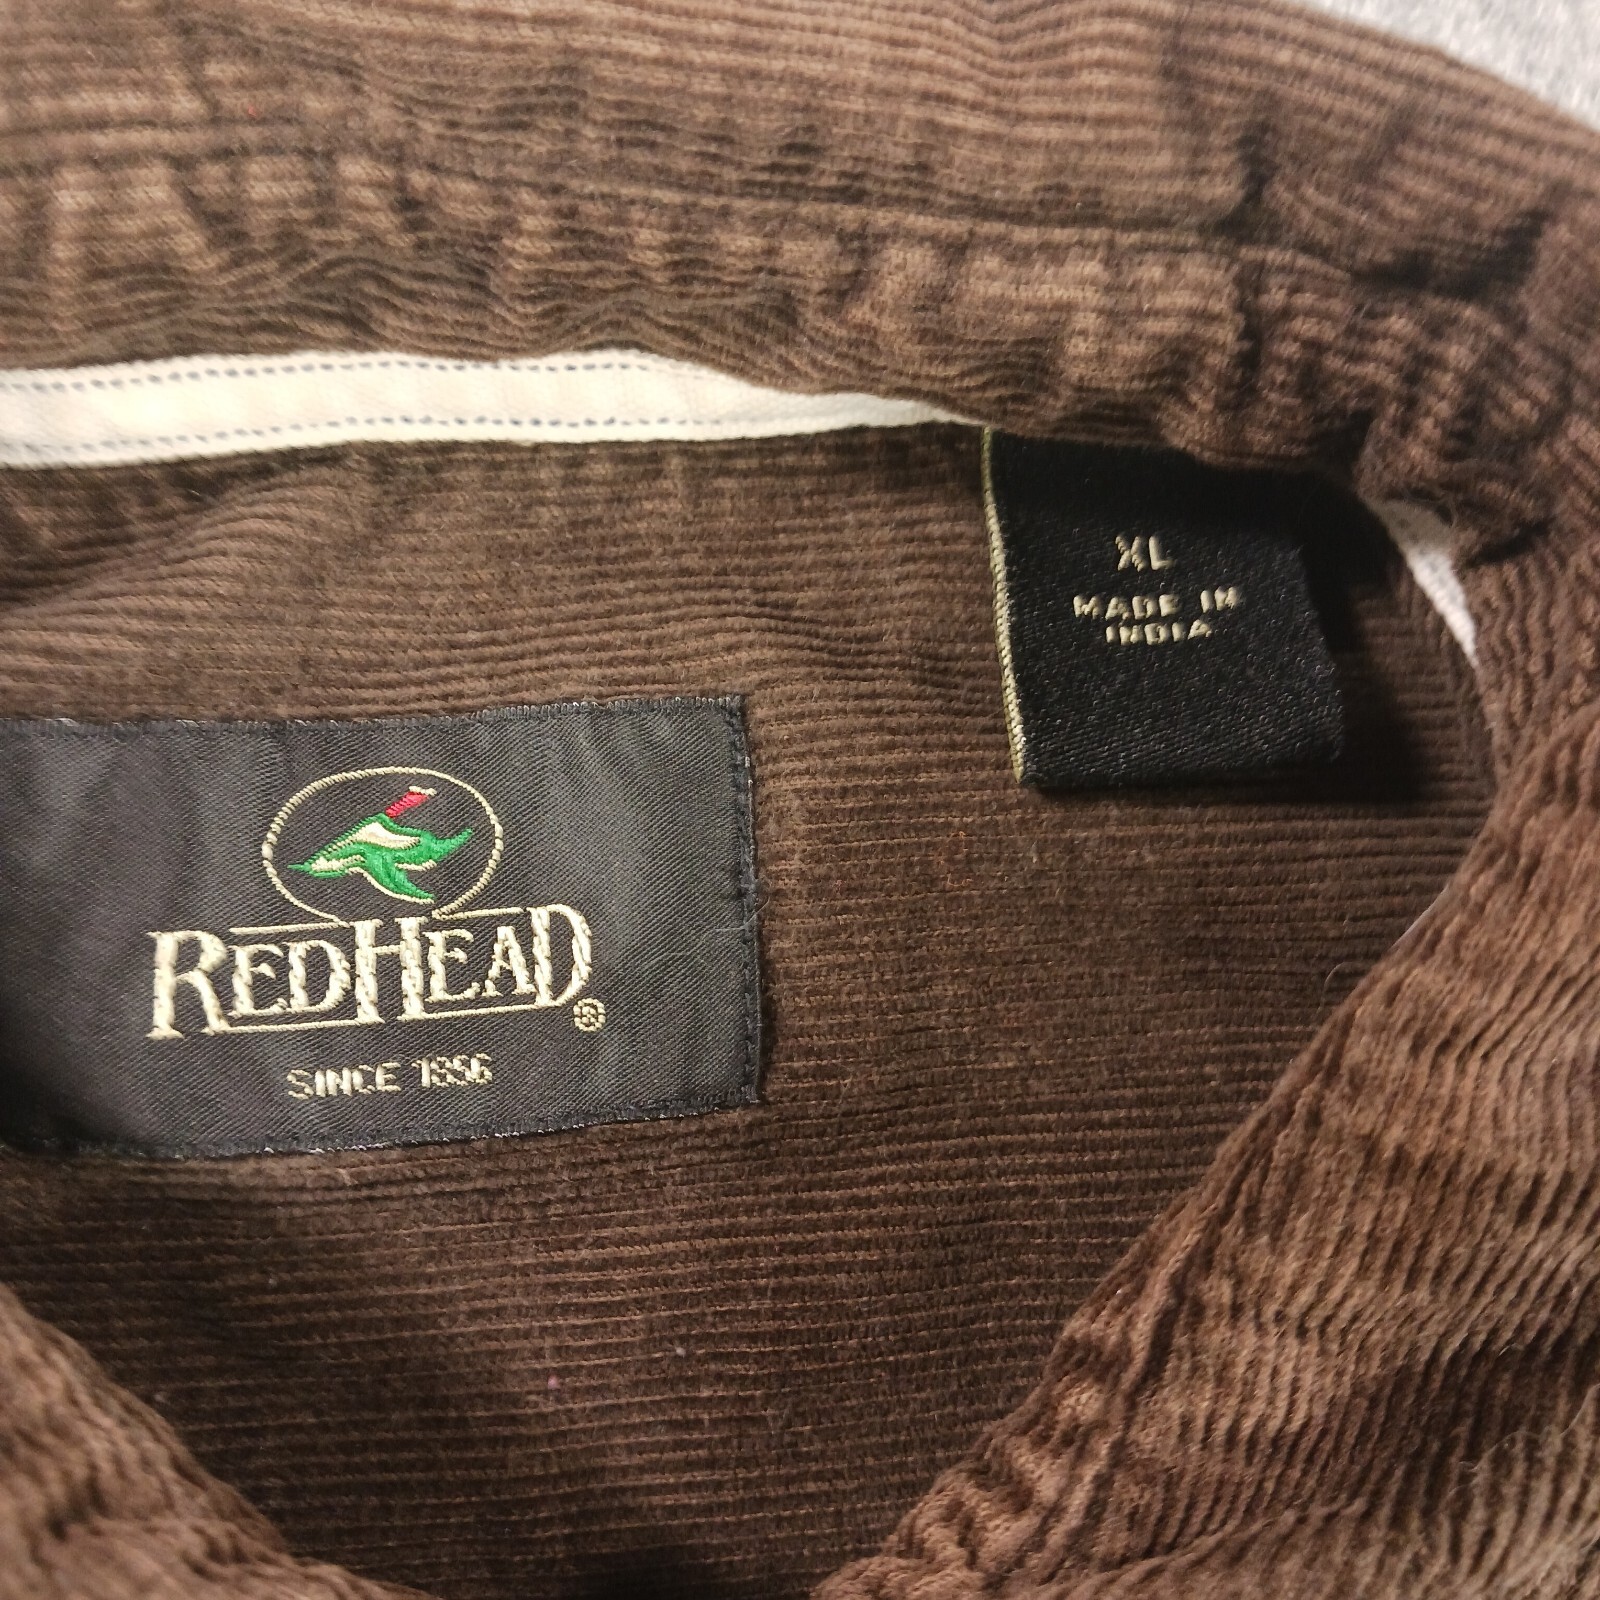 XL
MADE IN
INDIA
REDHEAD®
SINCE 1856